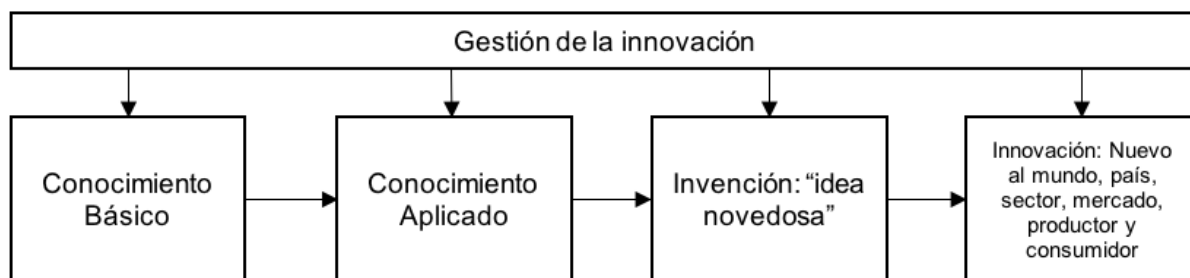 Gestión de la innovación
Conocimiento
Básico
Conocimiento
Aplicado
Invención: “idea
novedosa”
Innovación: Nuevo
al mundo, país,
sector, mercado,
productor y
consumidor